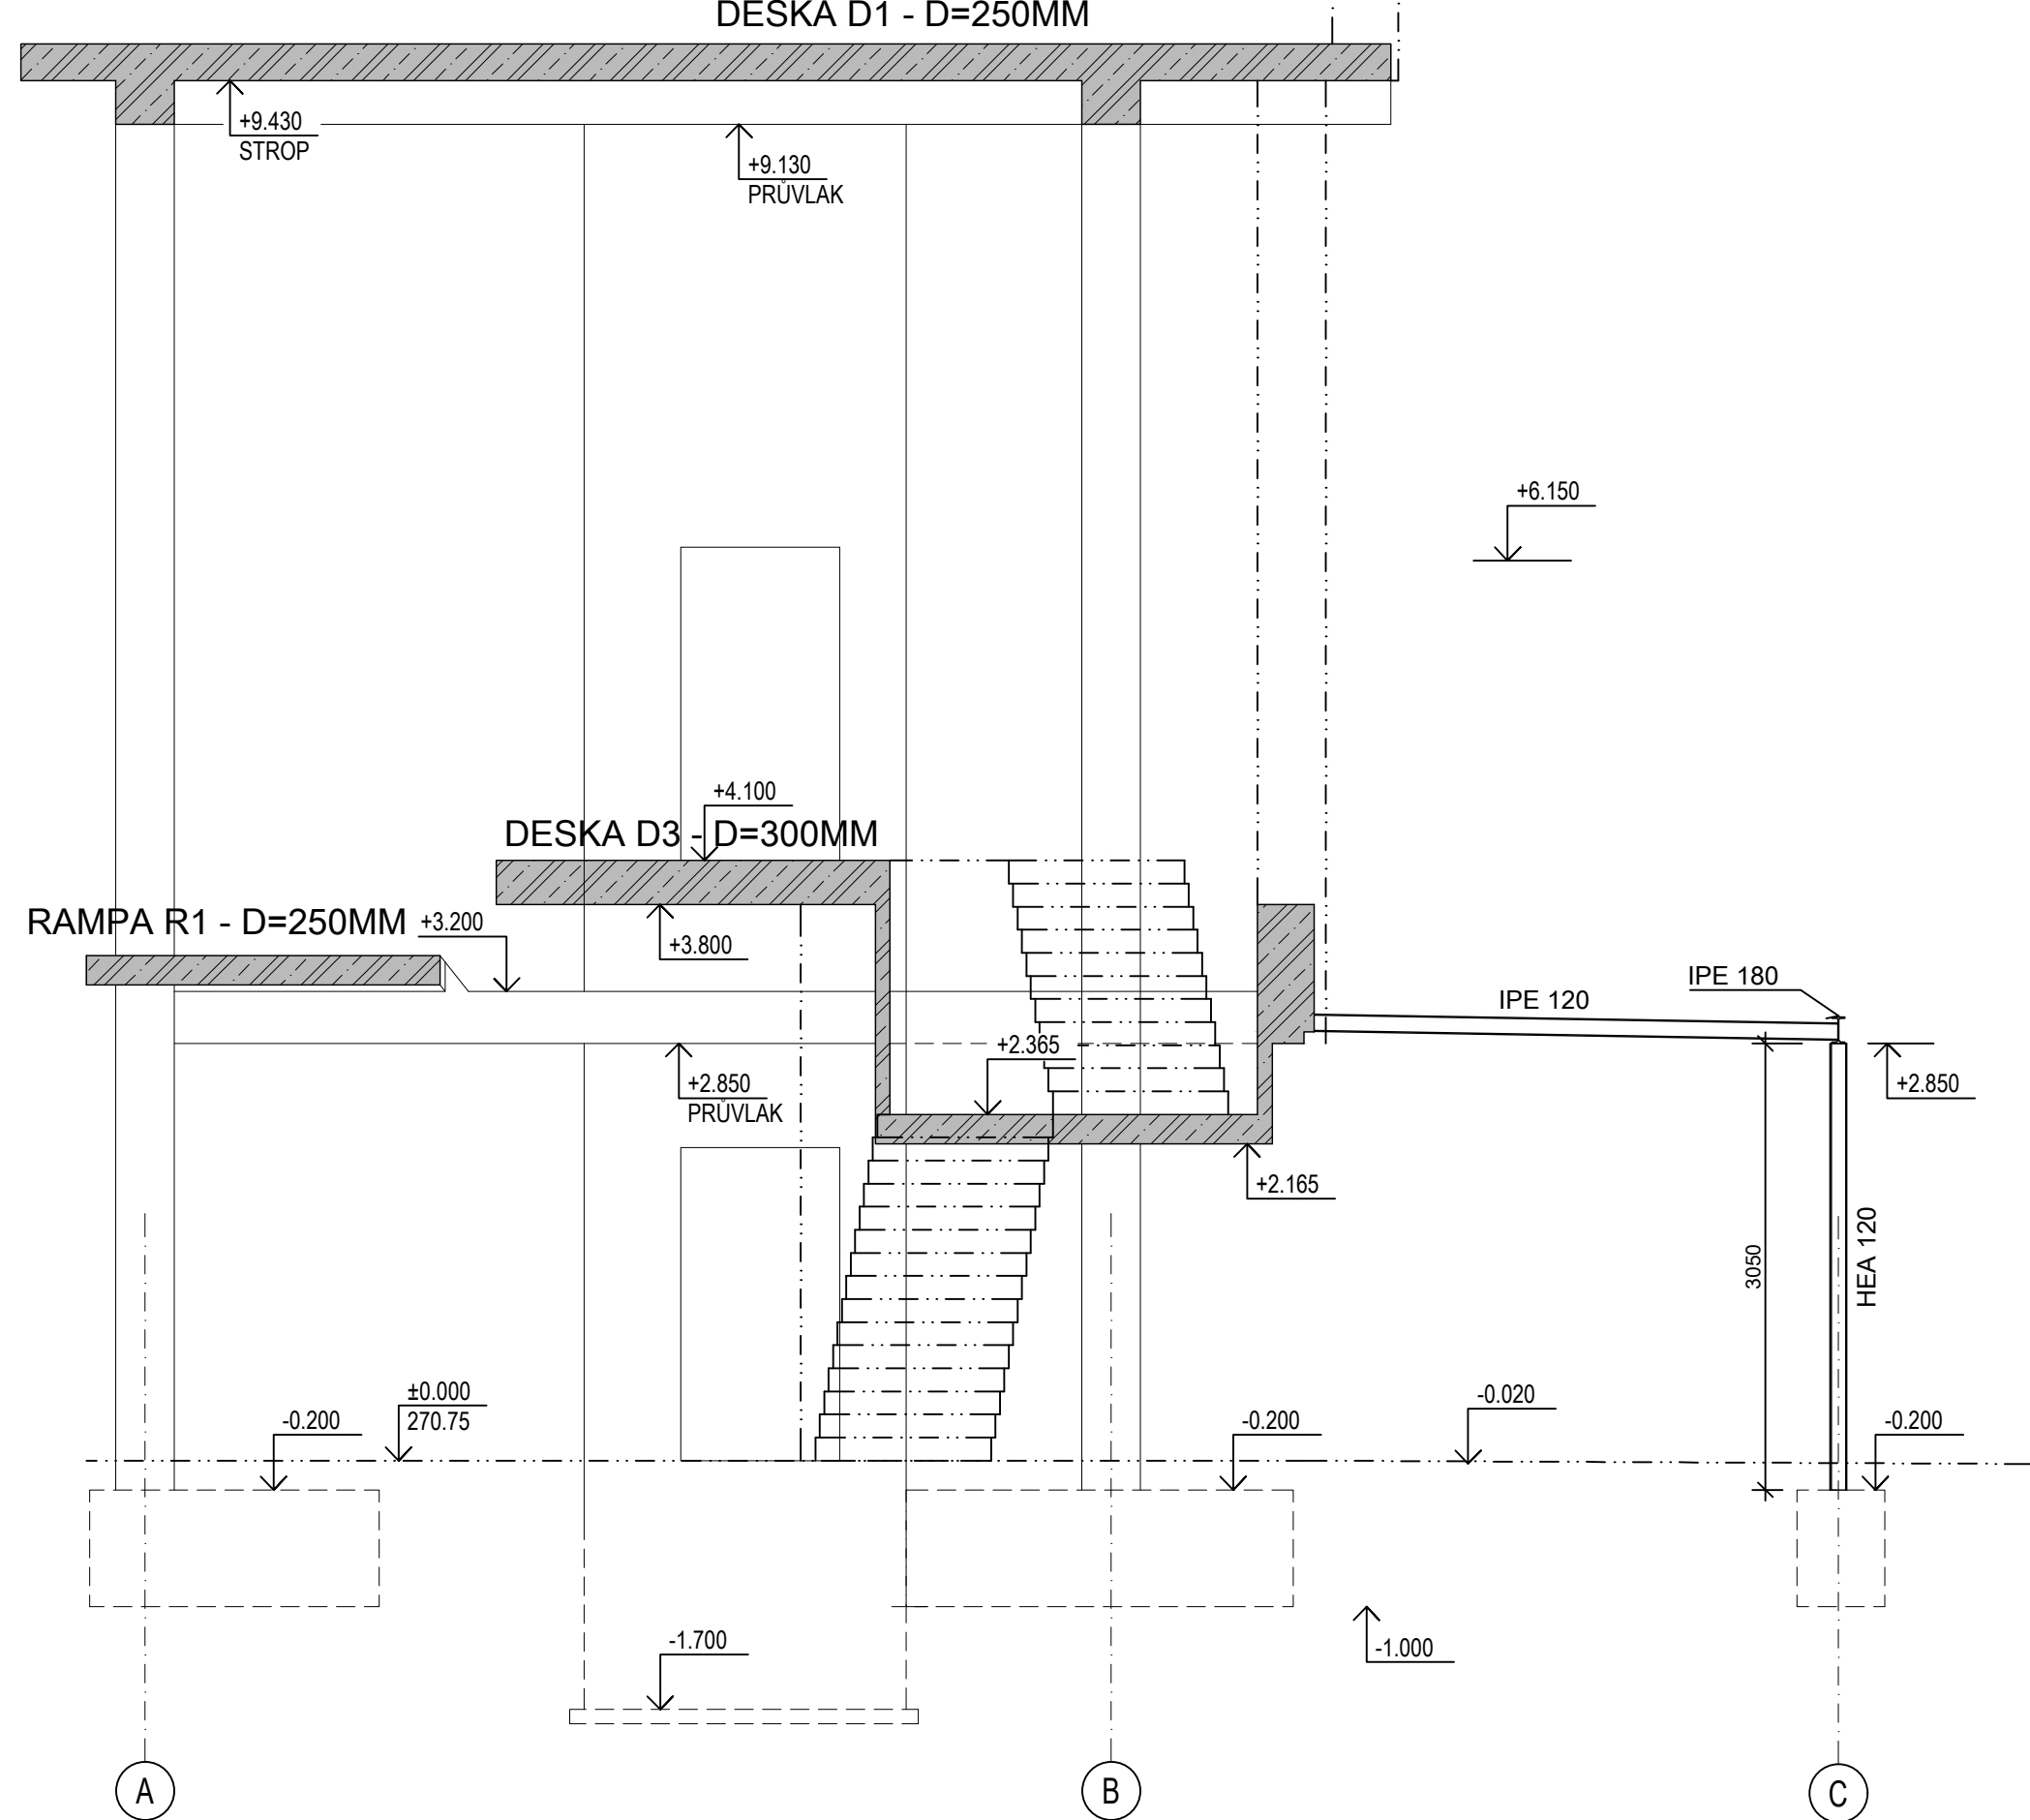 DESKA D1 - D=250MM
+9.430
STROP
+9.130
PRŮVLAK
+6.150
+4.100
DESKA D3 - D=300MM
RAMPA R1 - D=250MM
+3.200
+3.800
IPE 180
IPE 120
+2.365
+2.850
PRŮVLAK
+2.850
+2.165
HEA 120
3050
±0.000
270.75
-0.200
-0.200
-0.020
-0.200
-1.700
-1.000
A
B
C